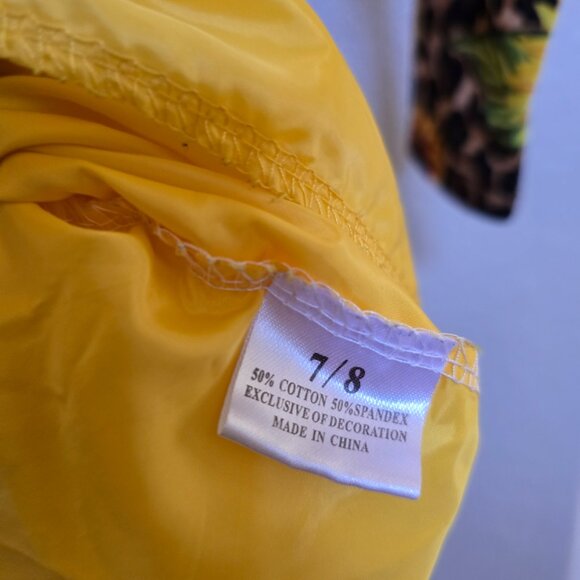 7/8
50% COTTON 50%SPANDEX
EXCLUSIVE OF DECORATION
MADE IN CHINA